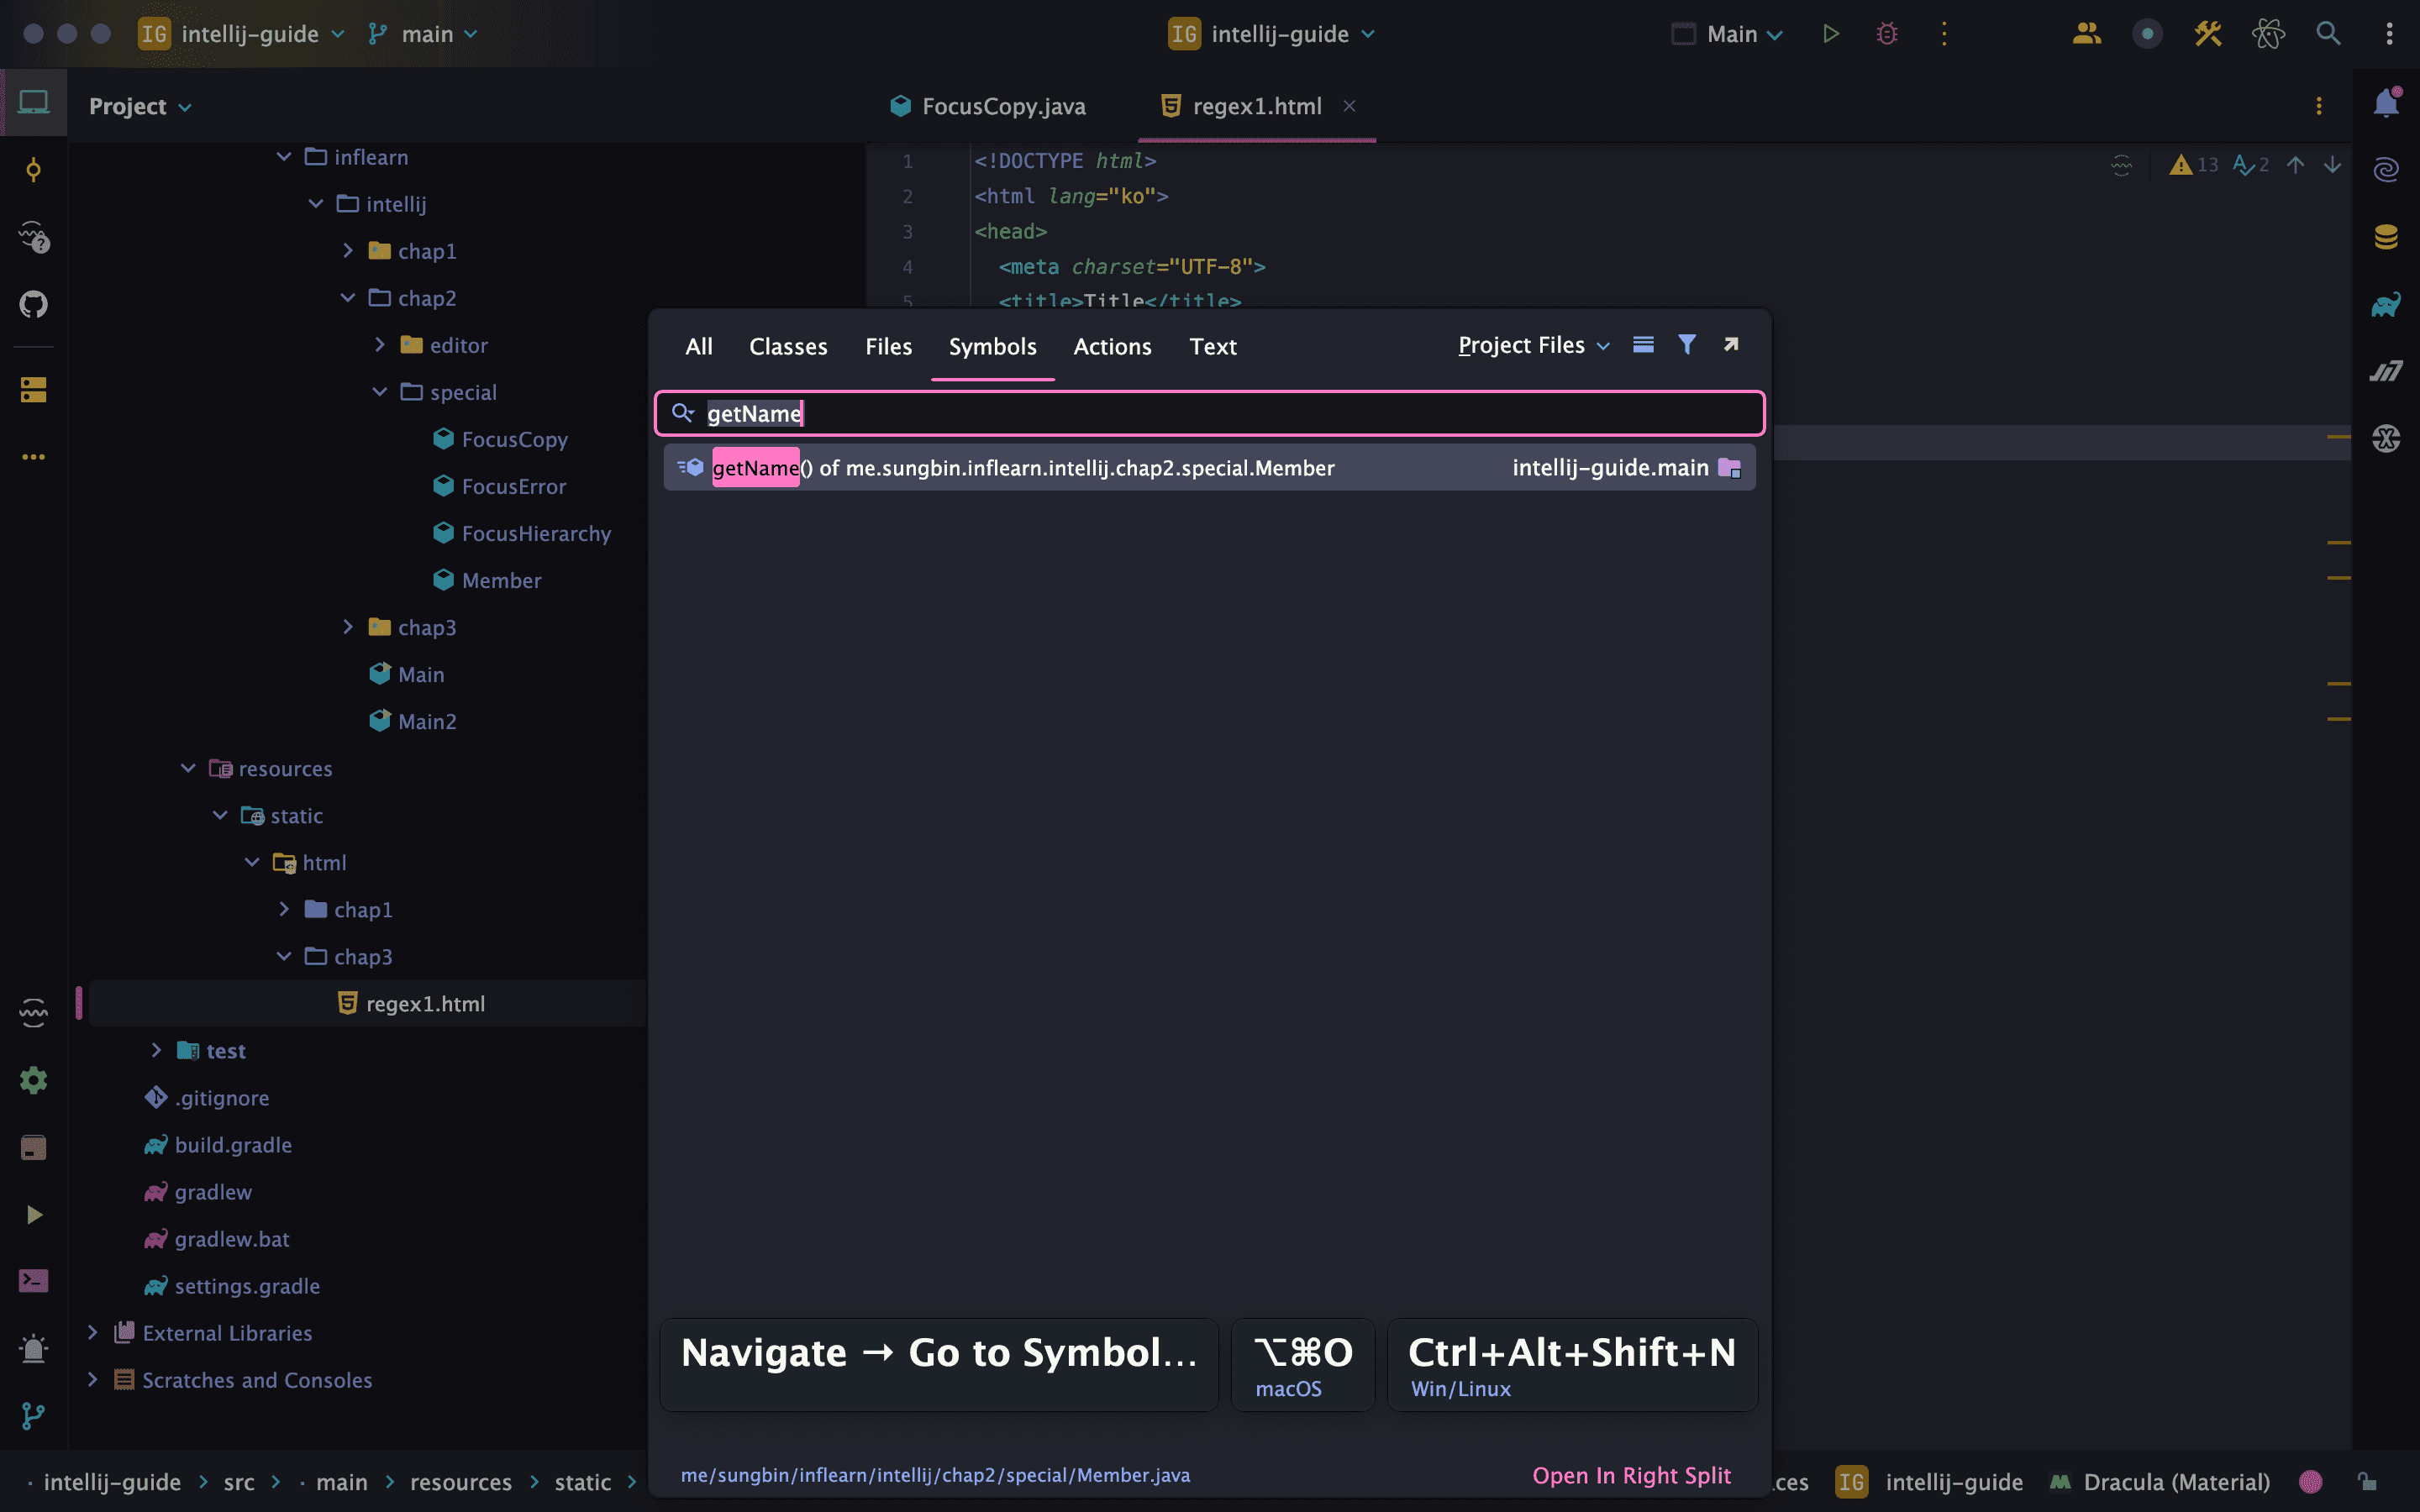 IG intellij-guide main
IG intellij-guide
Main
Project
FocusCopy.java
regex1.html
inflearn
intellij
chap1
chap2
editor
special
FocusCopy
FocusError
FocusHierarchy
Member
chap3
Main
Main2
resources
static
html
chap1
chap3
regex1.html
test
.gitignore
build.gradle
gradlew
gradlew.bat
settings.gradle
External Libraries
Scratches and Consoles
1 <!DOCTYPE html>
2 <html lang="ko">
3 <head>
4 <meta charset="UTF-8">
5 <title>Title</title>
13 2
All Classes Files Symbols Actions Text Project Files
getName
getName() of me.sungbin.inflearn.intellij.chap2.special.Member intellij-guide.main
Navigate → Go to Symbol... ⌥⌘O Ctrl+Alt+Shift+N
macOS Win/Linux
me/sungbin/inflearn/intellij/chap2/special/Member.java Open In Right Split
intellij-guide > src > main > resources > static >
ces IG intellij-guide Dracula (Material)